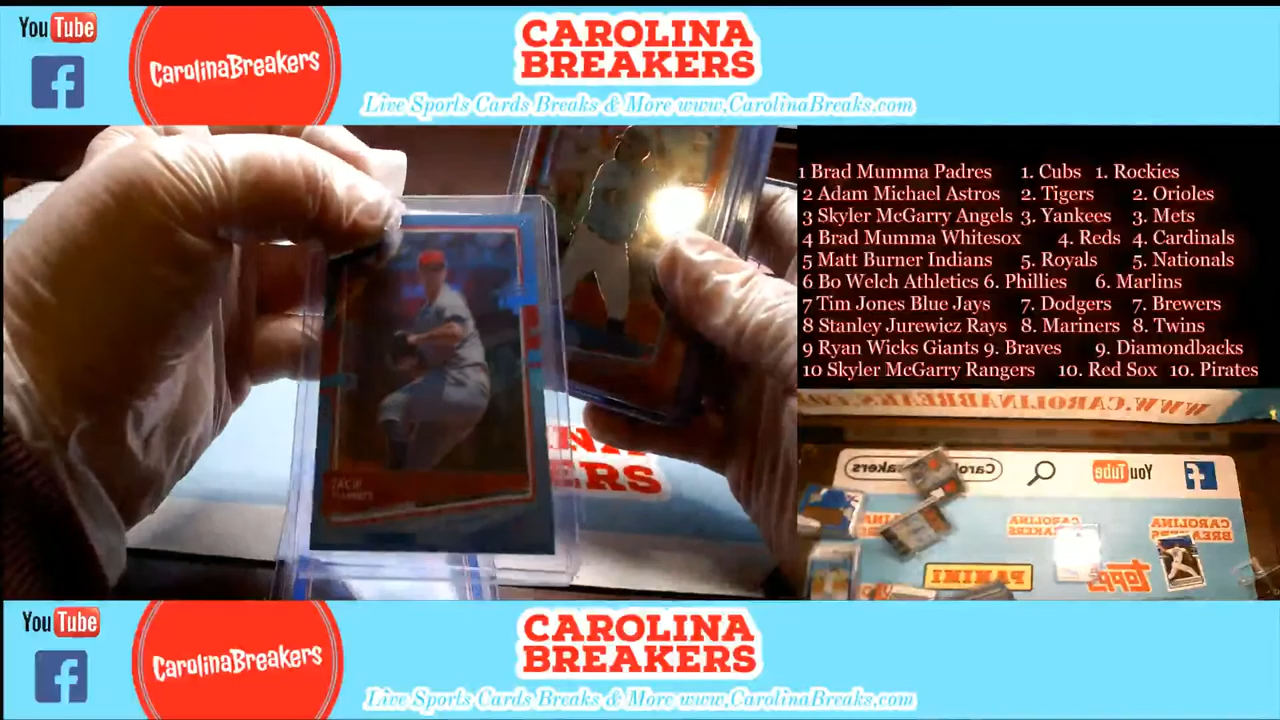 YouTube
CarolinaBreakers
CAROLINA
BREAKERS
Live Sports Cards Breaks & More www.CarolinaBreaks.com
1 Brad Mumma Padres 1. Cubs 1. Rockies
2 Adam Michael Astros 2. Tigers 2. Orioles
3 Skyler McGarry Angels 3. Yankees 3. Mets
4 Brad Mumma Whitesox 4. Reds 4. Cardinals
5 Matt Burner Indians 5. Royals 5. Nationals
6 Bo Welch Athletics 6. Phillies 6. Marlins
7 Tim Jones Blue Jays 7. Dodgers 7. Brewers
8 Stanley Jurewicz Rays 8. Mariners 8. Twins
9 Ryan Wicks Giants 9. Braves 9. Diamondbacks
10 Skyler McGarry Rangers 10. Red Sox 10. Pirates
ERS
YouTube
CAROLINA
BREAKERS
CAROLINA
BREAKERS
PANINI
Topps
YouTube
CarolinaBreakers
CAROLINA
BREAKERS
Live Sports Cards Breaks & More www.CarolinaBreaks.com